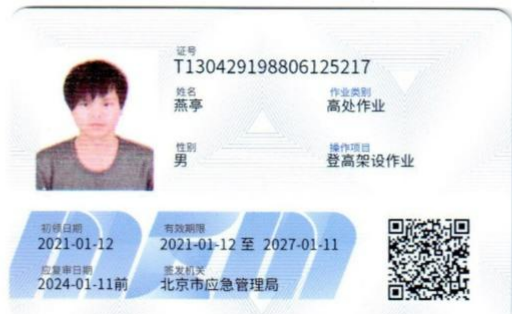 证号
T130429198806125217
姓名
燕亭
作业类别
高处作业
性别
男
操作项目
登高架设作业
初领日期
2021-01-12
有效期限
2021-01-12 至 2027-01-11
应复审日期
2024-01-11前
签发机关
北京市应急管理局
MEM